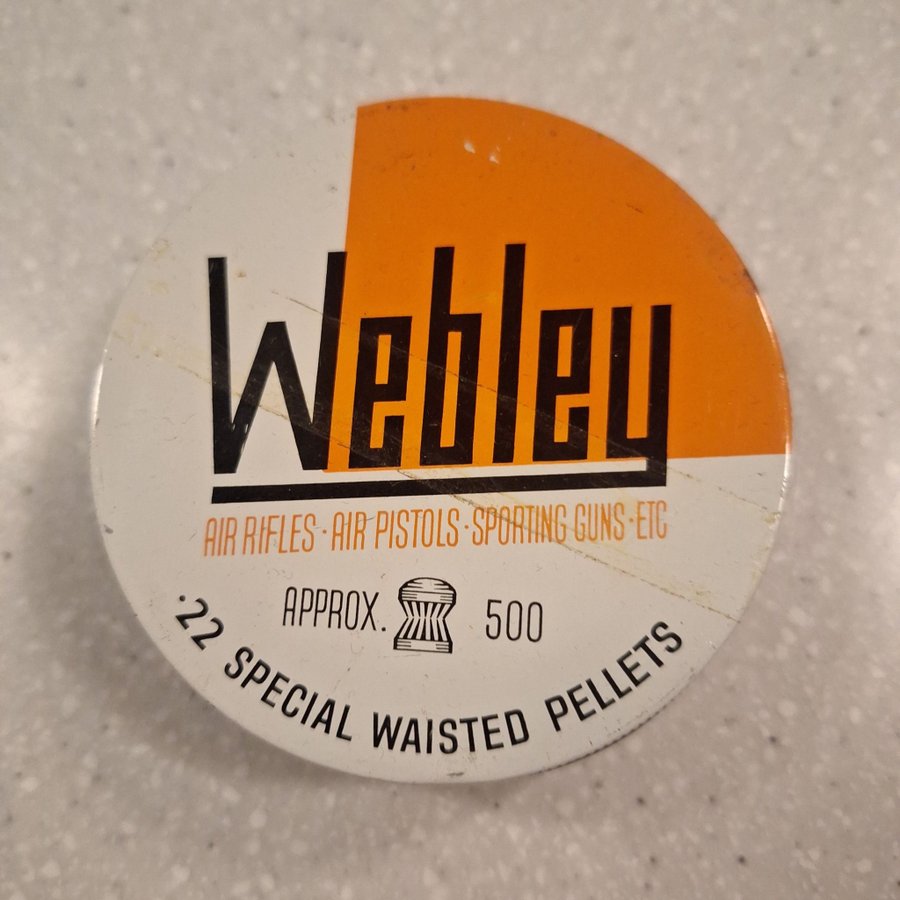 Webley
AIR RIFLES · AIR PISTOLS · SPORTING GUNS · ETC
APPROX. 500
.22 SPECIAL WAISTED PELLETS